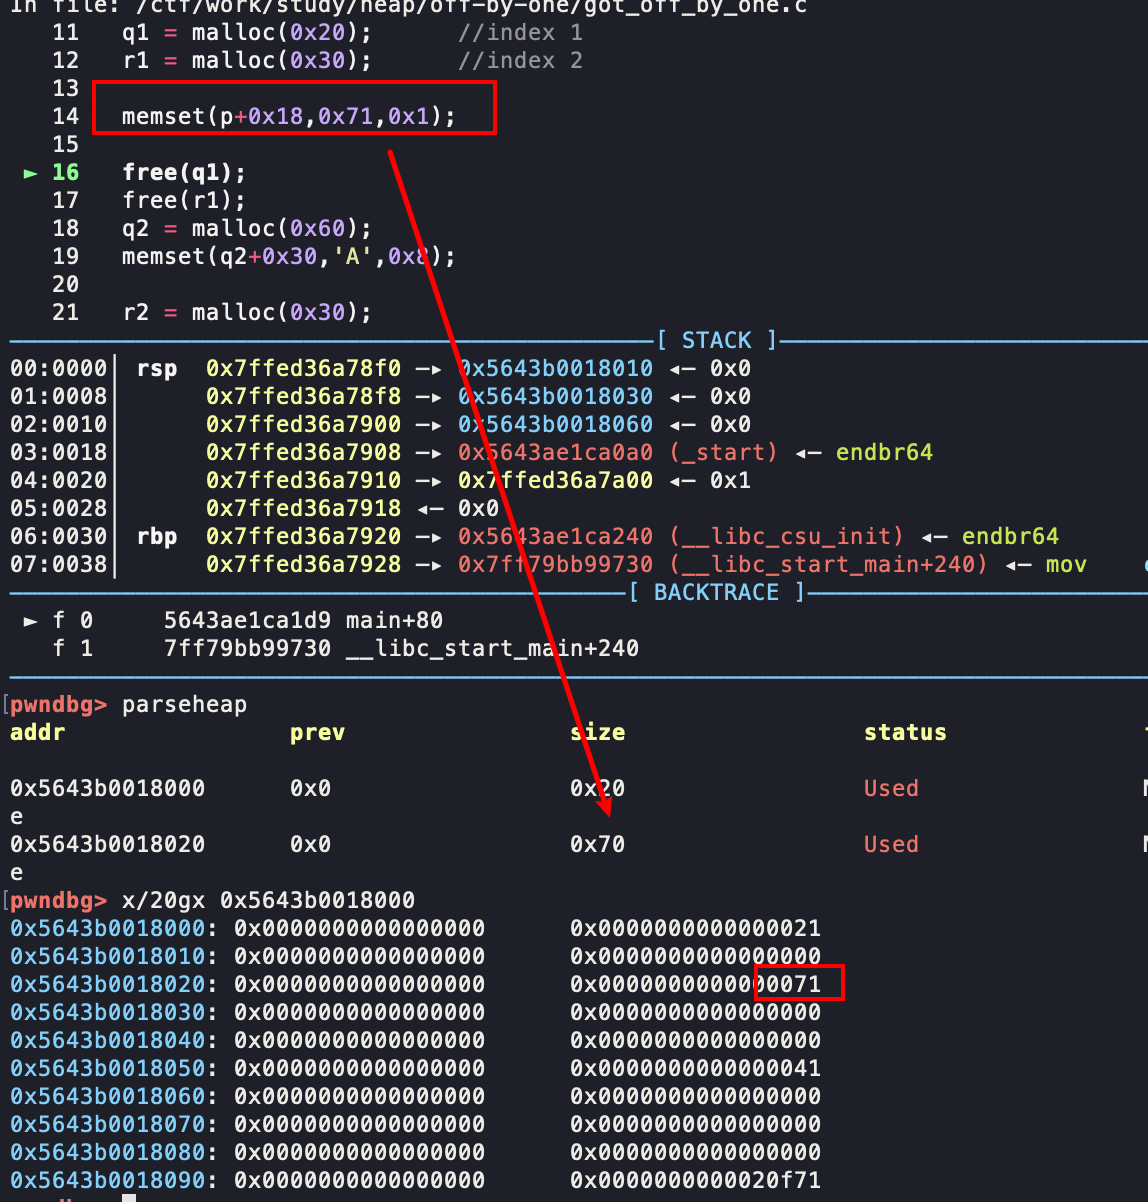 In file: /ctf/work/study/heap/off-by-one/got_off_by_one.c
11 q1 = malloc(0x20); //index 1
12 r1 = malloc(0x30); //index 2
13
14 memset(p+0x18,0x71,0x1);
15
► 16 free(q1);
17 free(r1);
18 q2 = malloc(0x60);
19 memset(q2+0x30,'A',0x8);
20
21 r2 = malloc(0x30);
[ STACK ]
00:0000│ rsp 0x7ffed36a78f0 —▸ 0x5643b0018010 ◂— 0x0
01:0008│ 0x7ffed36a78f8 —▸ 0x5643b0018030 ◂— 0x0
02:0010│ 0x7ffed36a7900 —▸ 0x5643b0018060 ◂— 0x0
03:0018│ 0x7ffed36a7908 —▸ 0x5643ae1ca0a0 (_start) ◂— endbr64
04:0020│ 0x7ffed36a7910 —▸ 0x7ffed36a7a00 ◂— 0x1
05:0028│ 0x7ffed36a7918 ◂— 0x0
06:0030│ rbp 0x7ffed36a7920 —▸ 0x5643ae1ca240 (__libc_csu_init) ◂— endbr64
07:0038│ 0x7ffed36a7928 —▸ 0x7ff79bb99730 (__libc_start_main+240) ◂— mov
[ BACKTRACE ]
► f 0 5643ae1ca1d9 main+80
f 1 7ff79bb99730 __libc_start_main+240
pwndbg> parseheap
addr prev size status
0x5643b0018000 0x0 0x20 Used N
e
0x5643b0018020 0x0 0x70 Used N
e
pwndbg> x/20gx 0x5643b0018000
0x5643b0018000: 0x0000000000000000 0x0000000000000021
0x5643b0018010: 0x0000000000000000 0x0000000000000000
0x5643b0018020: 0x0000000000000000 0x0000000000000071
0x5643b0018030: 0x0000000000000000 0x0000000000000000
0x5643b0018040: 0x0000000000000000 0x0000000000000000
0x5643b0018050: 0x0000000000000000 0x0000000000000041
0x5643b0018060: 0x0000000000000000 0x0000000000000000
0x5643b0018070: 0x0000000000000000 0x0000000000000000
0x5643b0018080: 0x0000000000000000 0x0000000000000000
0x5643b0018090: 0x0000000000000000 0x0000000000020f71